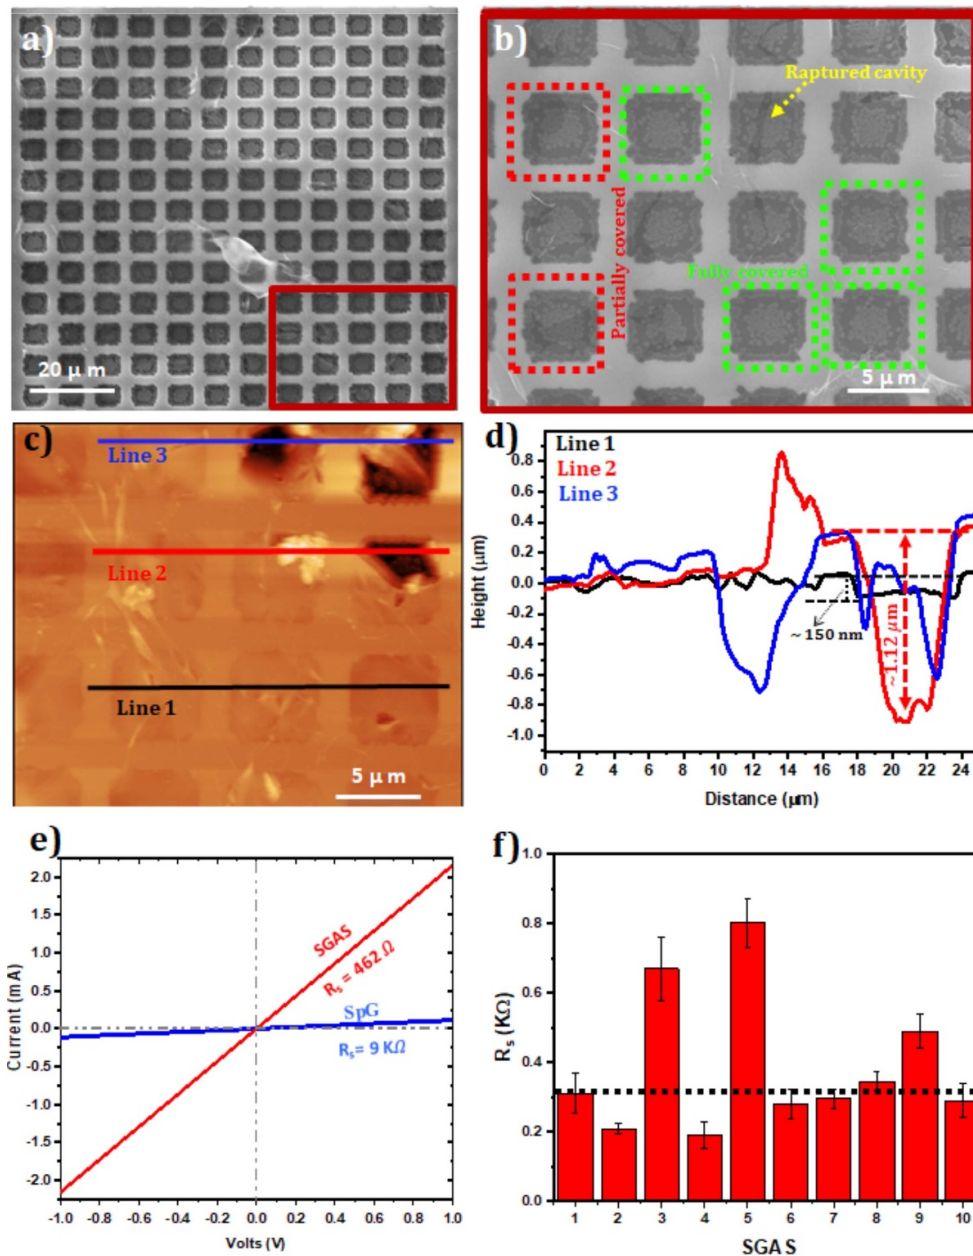 a)
20 µ m
b)
Raptured cavity
Partially covered
Fully covered
5 µ m
c)
Line 3
Line 2
Line 1
5 µ m
d)
Line 1
Line 2
Line 3
~ 150 nm
~1.12 µm
Height (µm)
0.8
0.6
0.4
0.2
0.0
-0.2
-0.4
-0.6
-0.8
-1.0
0 2 4 6 8 10 12 14 16 18 20 22 24
Distance (µm)
e)
Current (mA)
2.0
1.5
1.0
0.5
0.0
-0.5
-1.0
-1.5
-2.0
SGAS
Rs = 462 Ω
SpG
Rs= 9 KΩ
-1.0 -0.8 -0.6 -0.4 -0.2 0.0 0.2 0.4 0.6 0.8 1.0
Volts (V)
f)
Rs (KΩ)
1.0
0.8
0.6
0.4
0.2
0.0
1 2 3 4 5 6 7 8 9 10
SGAS